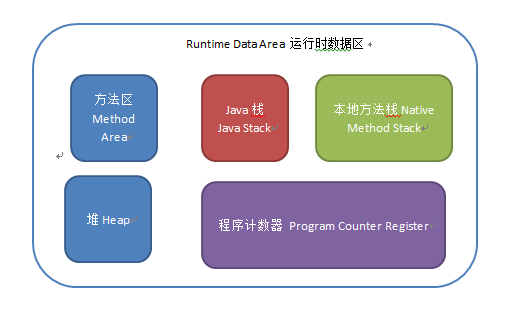 Runtime Data Area 运行时数据区
方法区
Method
Area
Java 栈
Java Stack
本地方法栈 Native
Method Stack
堆 Heap
程序计数器 Program Counter Register